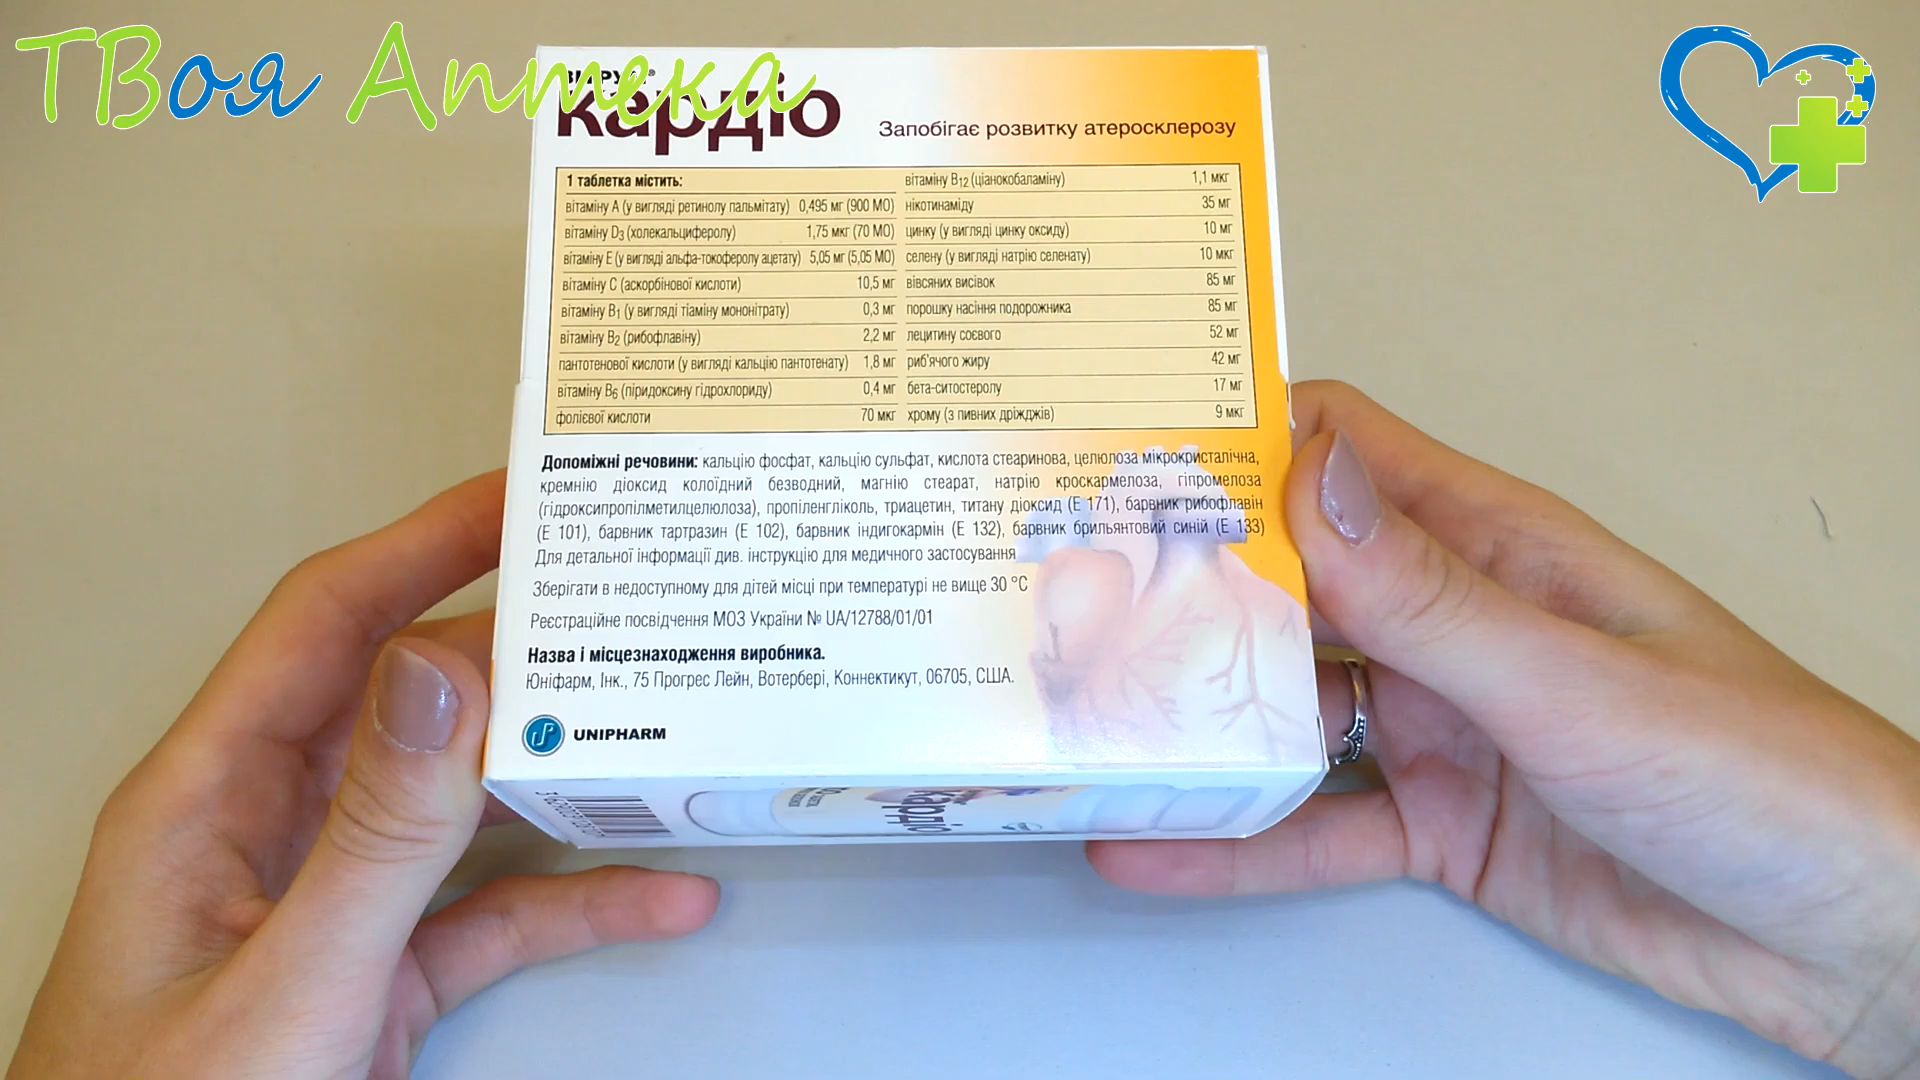 ТВоя Аптека
кардіо
Запобігає розвитку атеросклерозу
1 таблетка містить:
вітаміну А (у вигляді ретинолу пальмітату) 0,495 мг (900 МО)
вітаміну D3 (холекальциферолу) 1,75 мкг (70 МО)
вітаміну Е (у вигляді альфа-токоферолу ацетату) 5,05 мг (5,05 МО)
вітаміну С (аскорбінової кислоти) 10,5 мг
вітаміну В1 (у вигляді тіаміну мононітрату) 0,3 мг
вітаміну В2 (рибофлавіну) 2,2 мг
пантотенової кислоти (у вигляді кальцію пантотенату) 1,8 мг
вітаміну В6 (піридоксину гідрохлориду) 0,4 мг
фолієвої кислоти 70 мкг
вітаміну В12 (ціанокобаламіну) 1,1 мкг
нікотинаміду 35 мг
цинку (у вигляді цинку оксиду) 10 мг
селену (у вигляді натрію селенату) 10 мкг
вівсяних висівок 85 мг
порошку насіння подорожника 85 мг
лецитину соєвого 52 мг
риб'ячого жиру 42 мг
бета-ситостеролу 17 мг
хрому (з пивних дріжджів) 9 мкг
Допоміжні речовини: кальцію фосфат, кальцію сульфат, кислота стеаринова, целюлоза мікрокристалічна,
кремнію діоксид колоїдний безводний, магнію стеарат, натрію кроскармелоза, гіпромелоза
(гідроксипропілметилцелюлоза), пропіленгліколь, триацетин, титану діоксид (Е 171), барвник рибофлавін
(Е 101), барвник тартразин (Е 102), барвник індигокармін (Е 132), барвник брильянтовий синій (Е 133)
Для детальної інформації див. інструкцію для медичного застосування
Зберігати в недоступному для дітей місці при температурі не вище 30 °С
Реєстраційне посвідчення МОЗ України № UA/12788/01/01
Назва і місцезнаходження виробника.
Юніфарм, Інк., 75 Прогрес Лейн, Вотербері, Коннектикут, 06705, США.
UNIPHARM
кардіо